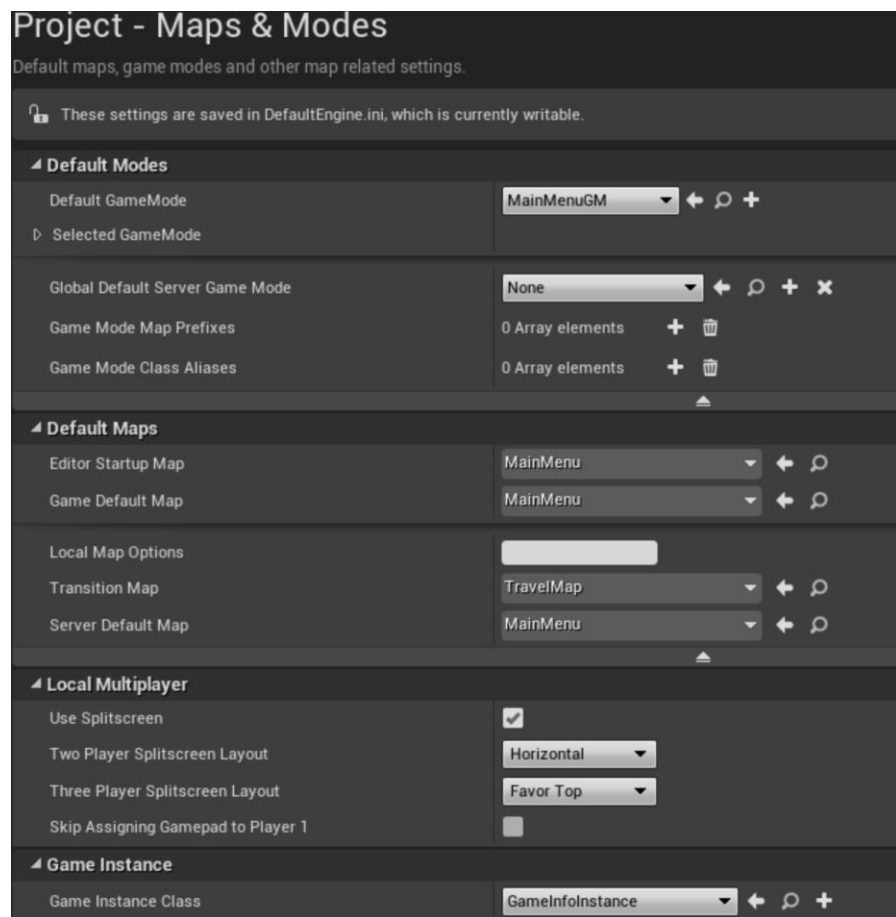 Project - Maps & Modes
Default maps, game modes and other map related settings.
These settings are saved in DefaultEngine.ini, which is currently writable.
Default Modes
Default GameMode MainMenuGM
Selected GameMode
Global Default Server Game Mode None
Game Mode Map Prefixes 0 Array elements
Game Mode Class Aliases 0 Array elements
Default Maps
Editor Startup Map MainMenu
Game Default Map MainMenu
Local Map Options
Transition Map TravelMap
Server Default Map MainMenu
Local Multiplayer
Use Splitscreen
Two Player Splitscreen Layout Horizontal
Three Player Splitscreen Layout Favor Top
Skip Assigning Gamepad to Player 1
Game Instance
Game Instance Class GameInfoInstance